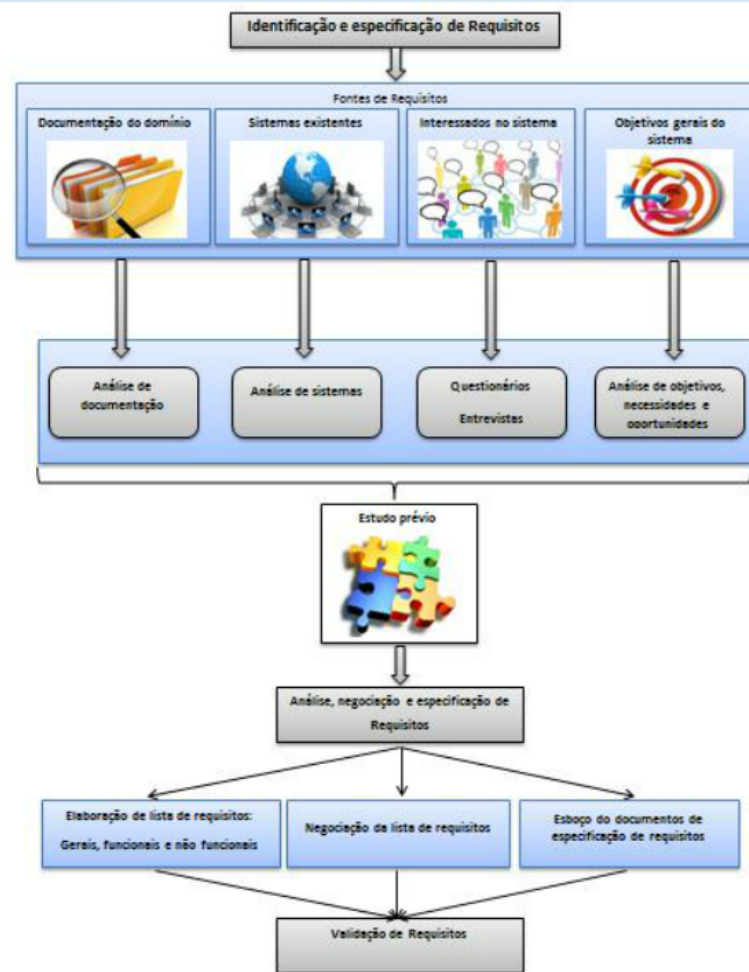 Identificação e especificação de Requisitos
Fontes de Requisitos
Documentação do domínio
Sistemas existentes
Interessados no sistema
Objetivos gerais do
sistema
Análise de
documentação
Análise de sistemas
Questionários
Entrevistas
Análise de objetivos,
necessidades e
oportunidades
Estudo prévio
Análise, negociação e especificação de
Requisitos
Elaboração de lista de requisitos:
Gerais, funcionais e não funcionais
Negociação da lista de requisitos
Esboço do documentos de
especificação de requisitos
Validação de Requisitos